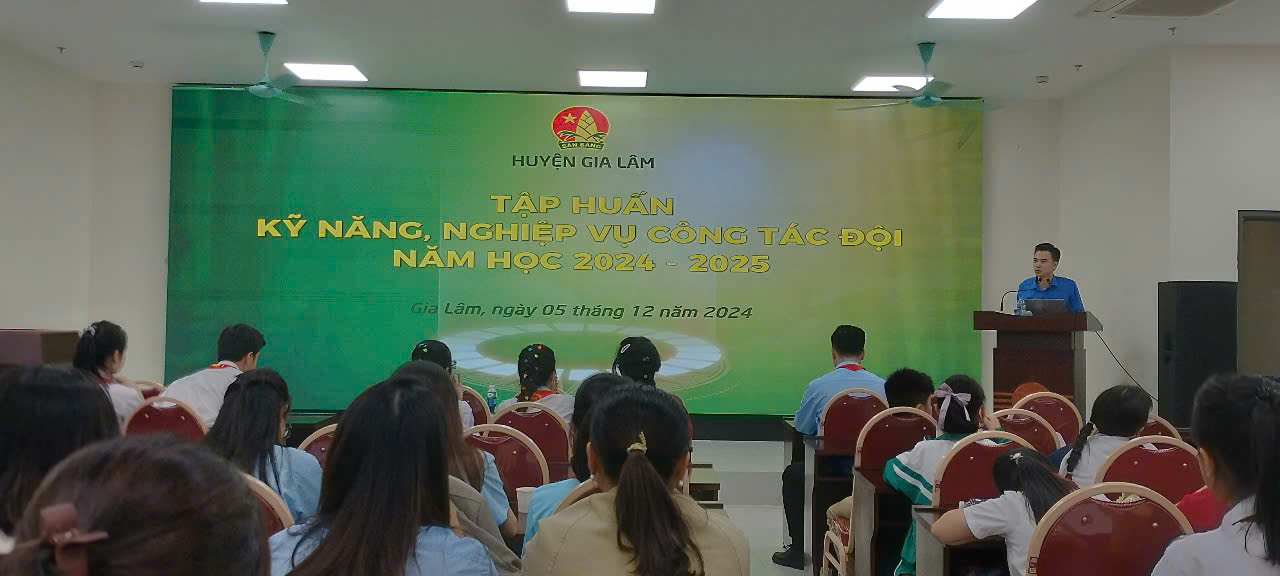 SẴN SÀNG
HUYỆN GIA LÂM
TẬP HUẤN
KỸ NĂNG, NGHIỆP VỤ CÔNG TÁC ĐỘI
NĂM HỌC 2024 - 2025
Gia Lâm, ngày 05 tháng 12 năm 2024